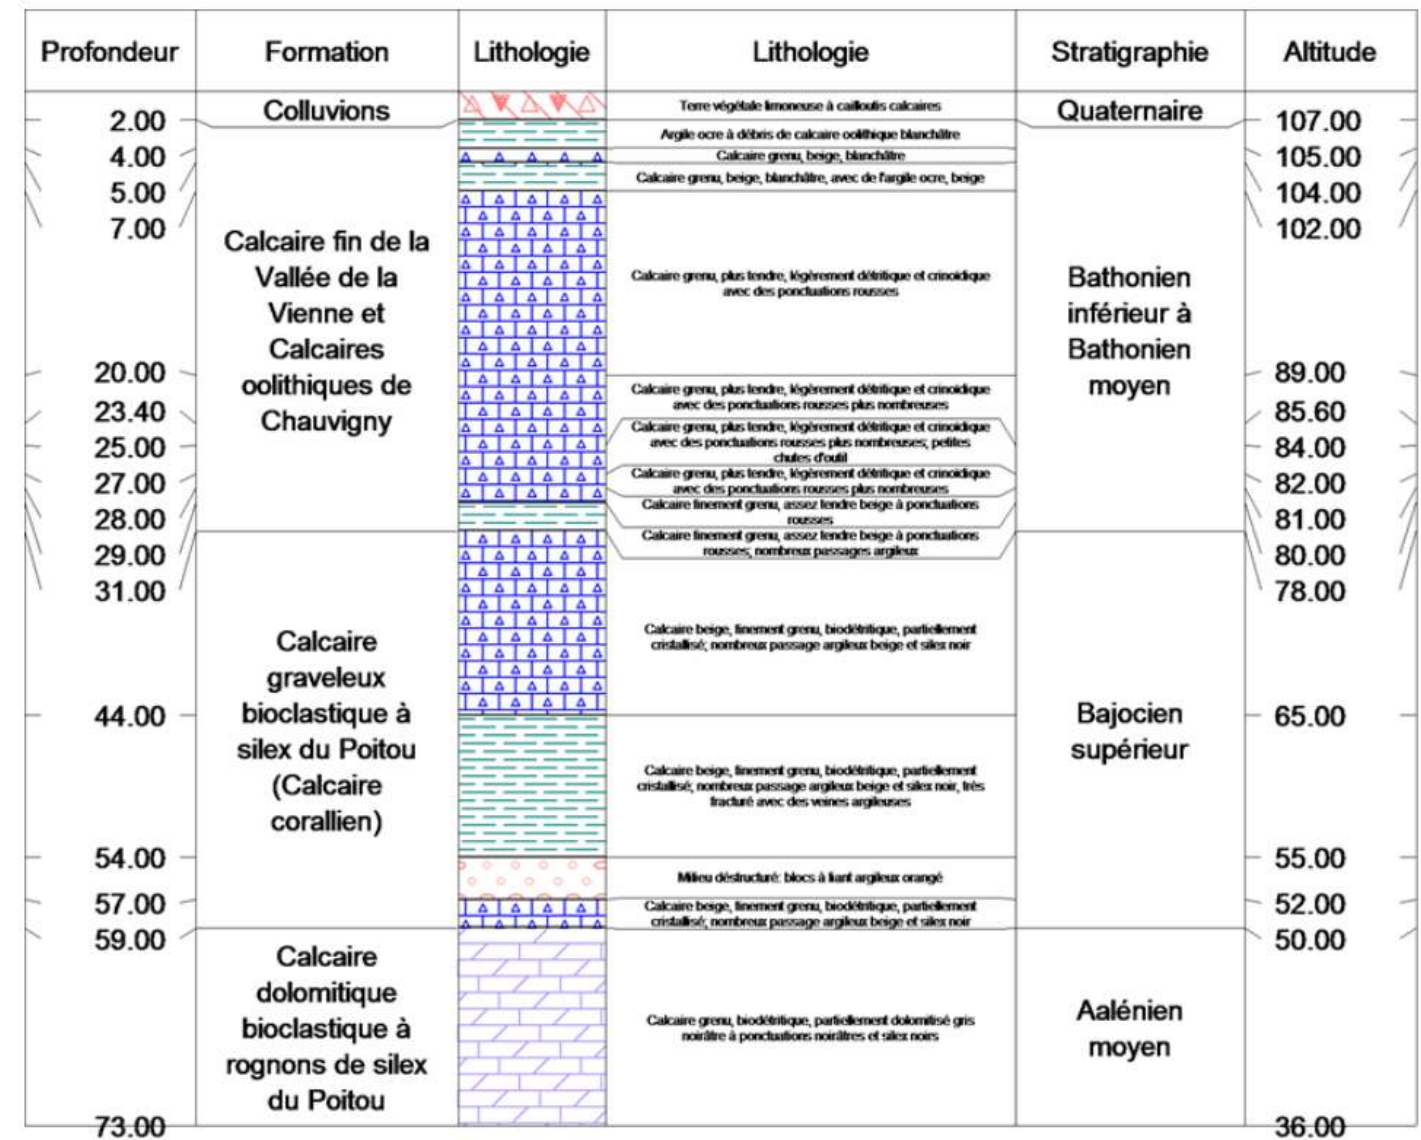 Profondeur Formation Lithologie Lithologie Stratigraphie Altitude
Colluvions Terre végétale limoneuse à cailloutis calcaires Quaternaire
2.00 107.00
Argile ocre à débris de calcaire oolithique blanchâtre
4.00 Calcaire grenu, beige, blanchâtre 105.00
Calcaire grenu, beige, blanchâtre, avec de l'argile ocre, beige
5.00 104.00
7.00 102.00
Calcaire fin de la
Vallée de la
Vienne et
Calcaires
oolithiques de
Chauvigny
Calcaire grenu, plus tendre, légèrement détritique et crinoïdique
avec des ponctuations rousses
Bathonien
inférieur à
Bathonien
moyen
20.00 89.00
Calcaire grenu, plus tendre, légèrement détritique et crinoïdique
avec des ponctuations rousses plus nombreuses
23.40 85.60
Calcaire grenu, plus tendre, légèrement détritique et crinoïdique
avec des ponctuations rousses plus nombreuses; petites
chutes d'outil
25.00 84.00
Calcaire grenu, plus tendre, légèrement détritique et crinoïdique
avec des ponctuations rousses plus nombreuses
27.00 82.00
Calcaire finement grenu, assez tendre beige à ponctuations
rousses
28.00 81.00
Calcaire finement grenu, assez tendre beige à ponctuations
rousses; nombreux passages argileux
29.00 80.00
31.00 78.00
Calcaire
graveleux
bioclastique à
silex du Poitou
(Calcaire
corallien)
Calcaire beige, finement grenu, biodétritique, partiellement
cristallisé; nombreux passage argileux beige et silex noir
Bajocien
supérieur
44.00 65.00
Calcaire beige, finement grenu, biodétritique, partiellement
cristallisé; nombreux passage argileux beige et silex noir, très
fracturé avec des veines argileuses
54.00 55.00
Milieu déstructuré: blocs à liant argileux orangé
57.00 52.00
Calcaire beige, finement grenu, biodétritique, partiellement
cristallisé; nombreux passage argileux beige et silex noir
59.00 50.00
Calcaire
dolomitique
bioclastique à
rognons de silex
du Poitou
Calcaire grenu, biodétritique, partiellement dolomitisé gris
noirâtre à ponctuations noirâtres et silex noirs
Aalénien
moyen
73.00 36.00